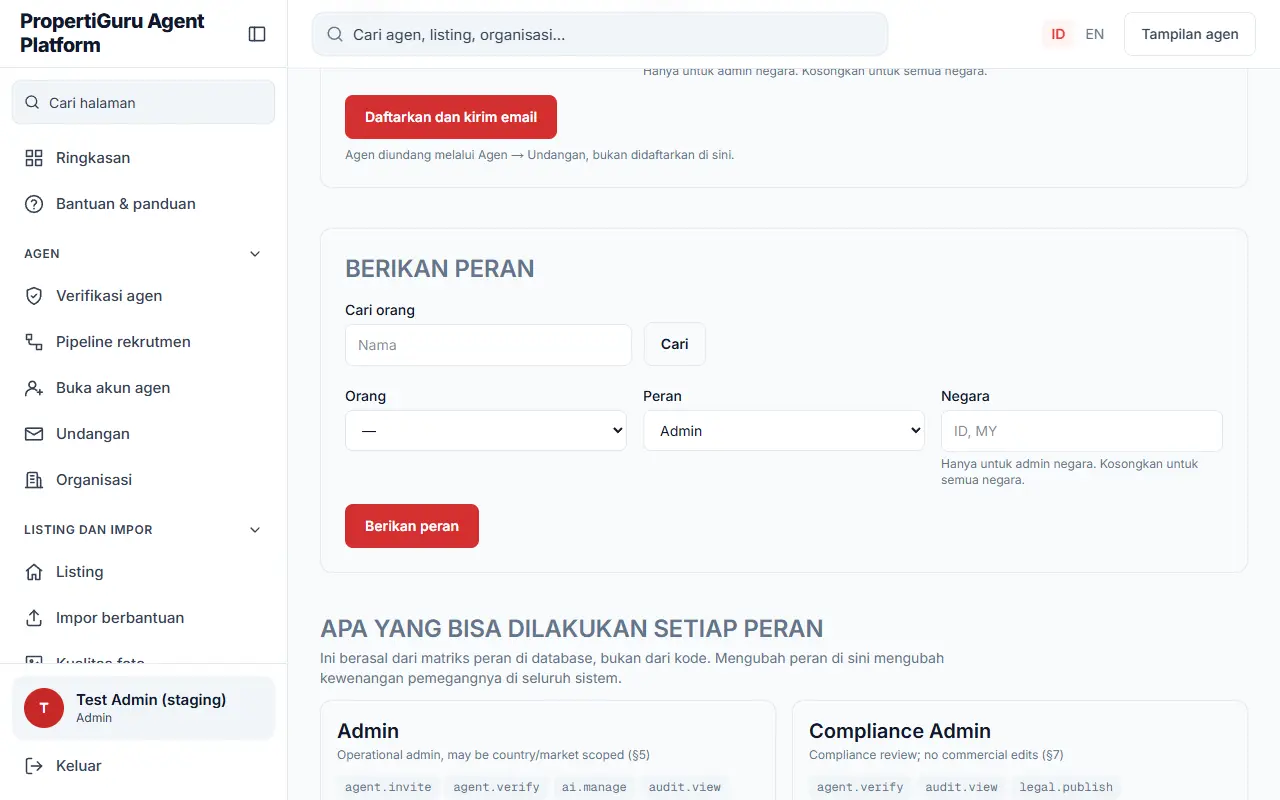 PropertiGuru Agent
Platform
Cari agen, listing, organisasi...
ID
EN
Tampilan agen
Cari halaman
Ringkasan
Bantuan & panduan
AGEN
Verifikasi agen
Pipeline rekrutmen
Buka akun agen
Undangan
Organisasi
LISTING DAN IMPOR
Listing
Impor berbantuan
Kualitas foto
Test Admin (staging)
Admin
T
Keluar
Hanya untuk admin negara. Kosongkan untuk semua negara.
Daftarkan dan kirim email
Agen diundang melalui Agen → Undangan, bukan didaftarkan di sini.
BERIKAN PERAN
Cari orang
Nama
Cari
Orang
Peran
Negara
—
Admin
ID, MY
Hanya untuk admin negara. Kosongkan untuk
semua negara.
Berikan peran
APA YANG BISA DILAKUKAN SETIAP PERAN
Ini berasal dari matriks peran di database, bukan dari kode. Mengubah peran di sini mengubah
kewenangan pemegangnya di seluruh sistem.
Admin
Operational admin, may be country/market scoped (§5)
agent.invite agent.verify ai.manage audit.view
Compliance Admin
Compliance review; no commercial edits (§7)
agent.verify audit.view legal.publish